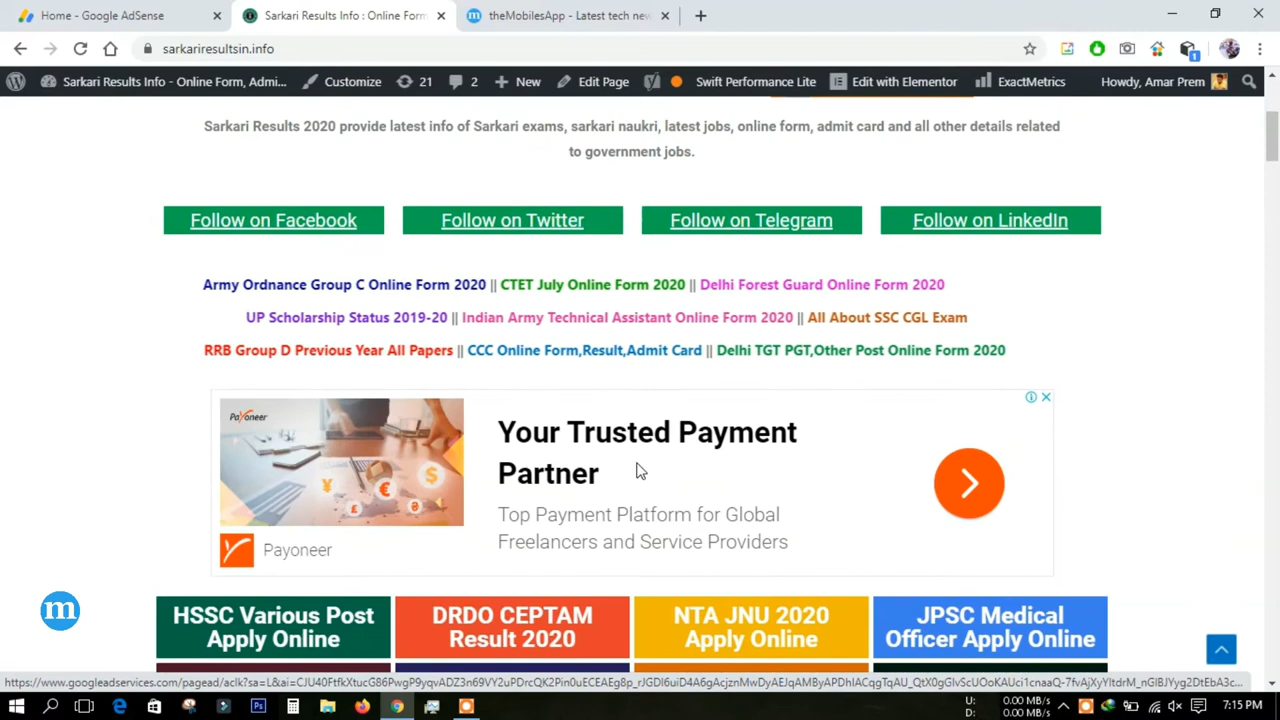 Home - Google AdSense
Sarkari Results Info : Online Form
theMobilesApp - Latest tech new
sarkariresultsin.info
1
Sarkari Results Info - Online Form, Admi... Customize 21 2 New Edit Page Swift Performance Lite Edit with Elementor ExactMetrics Howdy, Amar Prem
Sarkari Results 2020 provide latest info of Sarkari exams, sarkari naukri, latest jobs, online form, admit card and all other details related
to government jobs.
Follow on Facebook Follow on Twitter Follow on Telegram Follow on LinkedIn
Army Ordnance Group C Online Form 2020 || CTET July Online Form 2020 || Delhi Forest Guard Online Form 2020
UP Scholarship Status 2019-20 || Indian Army Technical Assistant Online Form 2020 || All About SSC CGL Exam
RRB Group D Previous Year All Papers || CCC Online Form,Result,Admit Card || Delhi TGT PGT,Other Post Online Form 2020
Payoneer
Your Trusted Payment
Partner
Top Payment Platform for Global
Freelancers and Service Providers
Payoneer
HSSC Various Post
Apply Online
DRDO CEPTAM
Result 2020
NTA JNU 2020
Apply Online
JPSC Medical
Officer Apply Online
m
U: 0.00 MB/s
D: 0.00 MB/s
7:15 PM